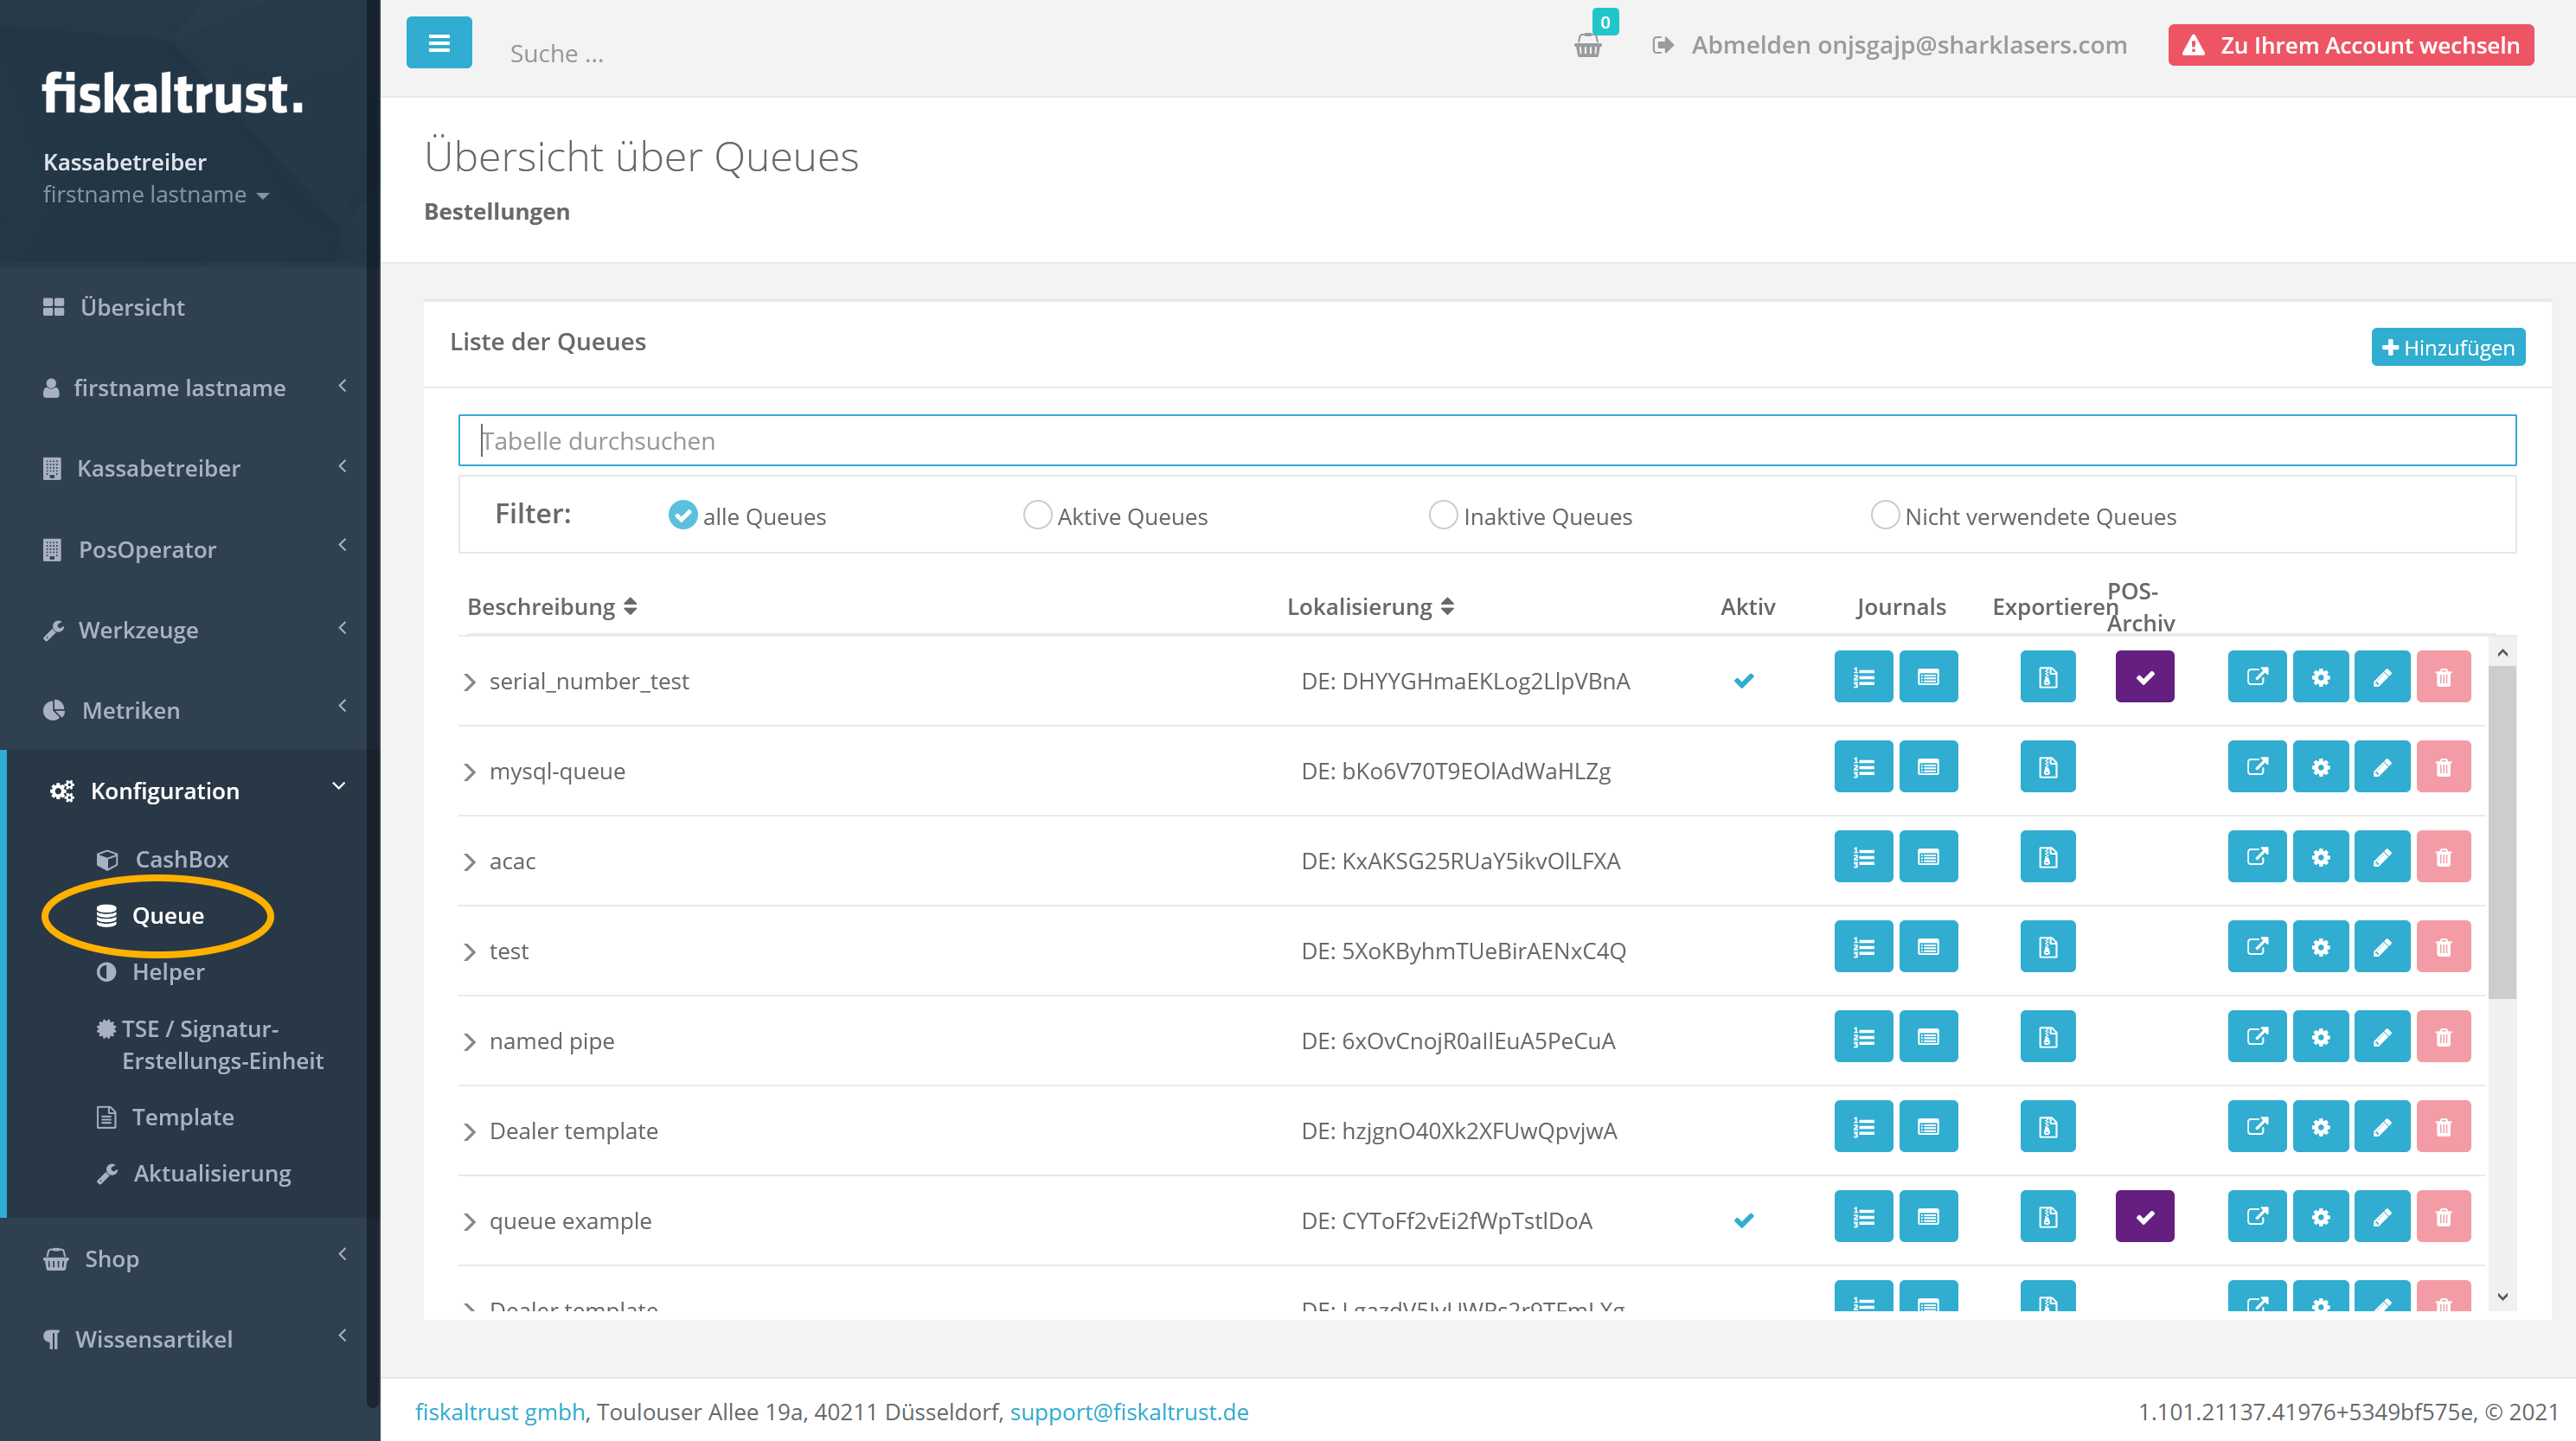 fiskaltrust.
Kassabetreiber
firstname lastname
Übersicht
firstname lastname
Kassabetreiber
PosOperator
Werkzeuge
Metriken
Konfiguration
CashBox
Queue
Helper
TSE / Signatur-
Erstellungs-Einheit
Template
Aktualisierung
Shop
Wissensartikel
Suche ...
0
Abmelden onjsgajp@sharklasers.com
Zu Ihrem Account wechseln
Übersicht über Queues
Bestellungen
Liste der Queues
Hinzufügen
Tabelle durchsuchen
Filter: alle Queues Aktive Queues Inaktive Queues Nicht verwendete Queues
Beschreibung Lokalisierung Aktiv Journals Exportieren POS-
Archiv
serial_number_test DE: DHYYGHmaEKLog2LlpVBnA
mysql-queue DE: bKo6V70T9EOlAdWaHLZg
acac DE: KxAKSG25RUaY5ikvOlLFXA
test DE: 5XoKByhmTUeBirAENxC4Q
named pipe DE: 6xOvCnojR0aIlEuA5PeCuA
Dealer template DE: hzjgnO40Xk2XFUwQpvjwA
queue example DE: CYToFf2vEi2fWpTstlDoA
Dealer template DE:
fiskaltrust gmbh, Toulouser Allee 19a, 40211 Düsseldorf, support@fiskaltrust.de
1.101.21137.41976+5349bf575e, © 2021